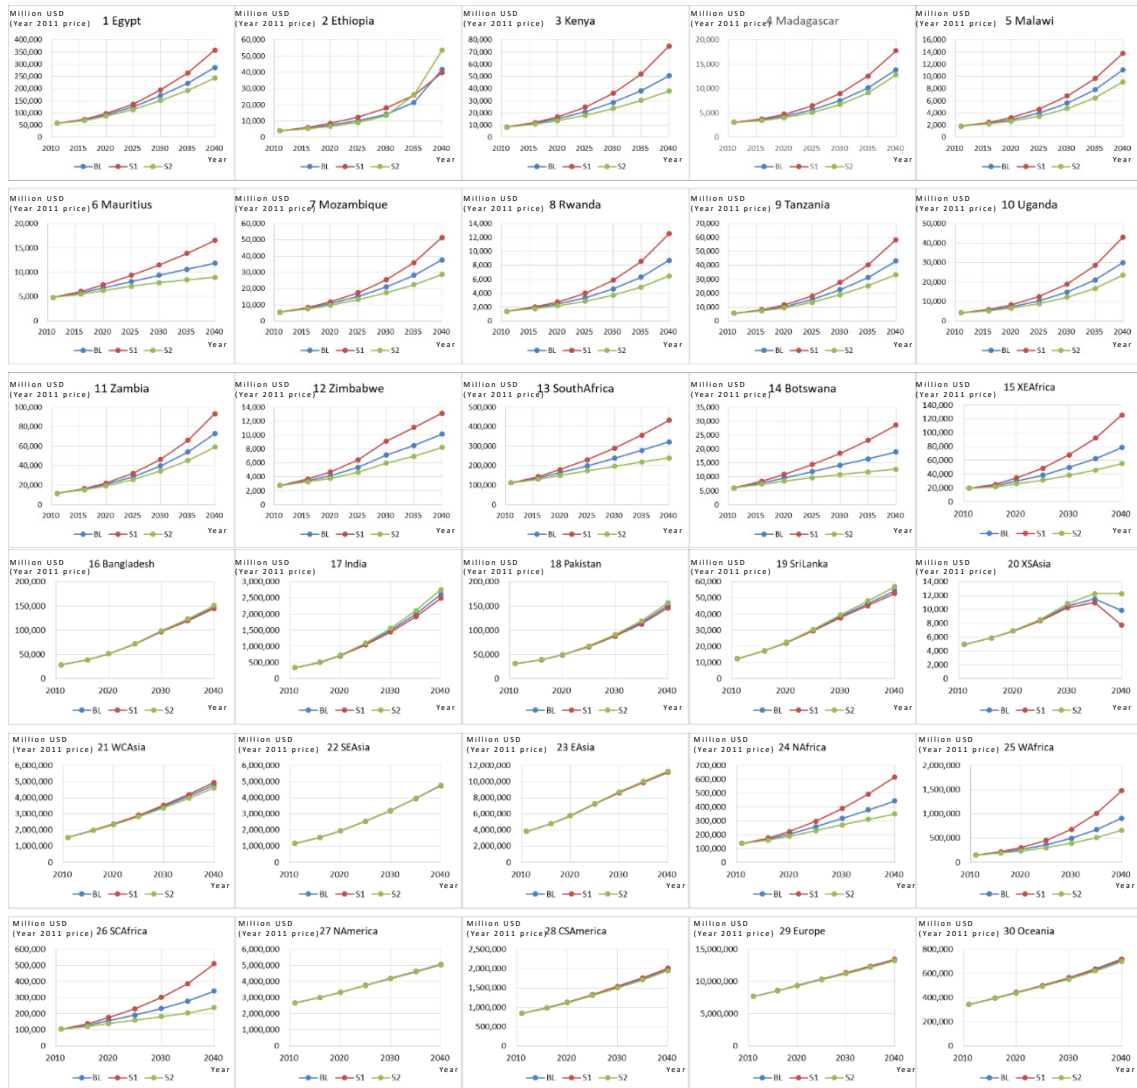 Million USD
(Year 2011 price)
1 Egypt
400,000
350,000
300,000
250,000
200,000
150,000
100,000
50,000
0
2010 2015 2020 2025 2030 2035 2040
Year
BL S1 S2
Million USD
(Year 2011 price)
2 Ethiopia
60,000
50,000
40,000
30,000
20,000
10,000
0
2010 2015 2020 2025 2030 2035 2040
Year
BL S1 S2
Million USD
(Year 2011 price)
3 Kenya
80,000
70,000
60,000
50,000
40,000
30,000
20,000
10,000
0
2010 2015 2020 2025 2030 2035 2040
Year
BL S1 S2
Million USD
(Year 2011 price)
4 Madagascar
20,000
15,000
10,000
5,000
0
2010 2015 2020 2025 2030 2035 2040
Year
BL S1 S2
Million USD
(Year 2011 price)
5 Malawi
16,000
14,000
12,000
10,000
8,000
6,000
4,000
2,000
0
2010 2015 2020 2025 2030 2035 2040
Year
BL S1 S2
Million USD
(Year 2011 price)
6 Mauritius
20,000
15,000
10,000
5,000
0
2010 2015 2020 2025 2030 2035 2040
Year
BL S1 S2
Million USD
(Year 2011 price)
7 Mozambique
60,000
50,000
40,000
30,000
20,000
10,000
0
2010 2015 2020 2025 2030 2035 2040
Year
BL S1 S2
Million USD
(Year 2011 price)
8 Rwanda
14,000
12,000
10,000
8,000
6,000
4,000
2,000
0
2010 2015 2020 2025 2030 2035 2040
Year
BL S1 S2
Million USD
(Year 2011 price)
9 Tanzania
70,000
60,000
50,000
40,000
30,000
20,000
10,000
0
2010 2015 2020 2025 2030 2035 2040
Year
BL S1 S2
Million USD
(Year 2011 price)
10 Uganda
50,000
40,000
30,000
20,000
10,000
0
2010 2015 2020 2025 2030 2035 2040
Year
BL S1 S2
Million USD
(Year 2011 price)
11 Zambia
100,000
80,000
60,000
40,000
20,000
0
2010 2015 2020 2025 2030 2035 2040
Year
BL S1 S2
Million USD
(Year 2011 price)
12 Zimbabwe
14,000
12,000
10,000
8,000
6,000
4,000
2,000
0
2010 2015 2020 2025 2030 2035 2040
Year
BL S1 S2
Million USD
(Year 2011 price)
13 SouthAfrica
500,000
400,000
300,000
200,000
100,000
0
2010 2015 2020 2025 2030 2035 2040
Year
BL S1 S2
Million USD
(Year 2011 price)
14 Botswana
35,000
30,000
25,000
20,000
15,000
10,000
5,000
0
2010 2015 2020 2025 2030 2035 2040
Year
BL S1 S2
Million USD
(Year 2011 price)
15 XEAfrica
140,000
120,000
100,000
80,000
60,000
40,000
20,000
0
2010 2020 2030 2040
Year
BL S1 S2
Million USD
(Year 2011 price)
16 Bangladesh
200,000
150,000
100,000
50,000
0
2010 2020 2030 2040
Year
BL S1 S2
Million USD
(Year 2011 price)
17 India
3,000,000
2,500,000
2,000,000
1,500,000
1,000,000
500,000
0
2010 2020 2030 2040
Year
BL S1 S2
Million USD
(Year 2011 price)
18 Pakistan
200,000
150,000
100,000
50,000
0
2010 2020 2030 2040
Year
BL S1 S2
Million USD
(Year 2011 price)
19 SriLanka
60,000
50,000
40,000
30,000
20,000
10,000
0
2010 2020 2030 2040
Year
BL S1 S2
Million USD
(Year 2011 price)
20 XSAsia
14,000
12,000
10,000
8,000
6,000
4,000
2,000
0
2010 2020 2030 2040
Year
BL S1 S2
Million USD
(Year 2011 price)
21 WCAsia
6,000,000
5,000,000
4,000,000
3,000,000
2,000,000
1,000,000
0
2010 2020 2030 2040
Year
BL S1 S2
Million USD
(Year 2011 price)
22 SEAsia
6,000,000
5,000,000
4,000,000
3,000,000
2,000,000
1,000,000
0
2010 2020 2030 2040
Year
BL S1 S2
Million USD
(Year 2011 price)
23 EAsia
12,000,000
10,000,000
8,000,000
6,000,000
4,000,000
2,000,000
0
2010 2020 2030 2040
Year
BL S1 S2
Million USD
(Year 2011 price)
24 NAfrica
700,000
600,000
500,000
400,000
300,000
200,000
100,000
0
2010 2020 2030 2040
Year
BL S1 S2
Million USD
(Year 2011 price)
25 WAfrica
2,000,000
1,500,000
1,000,000
500,000
0
2010 2020 2030 2040
Year
BL S1 S2
Million USD
(Year 2011 price)
26 SCAfrica
600,000
500,000
400,000
300,000
200,000
100,000
0
2010 2020 2030 2040
Year
BL S1 S2
Million USD
(Year 2011 price)
27 NAmerica
6,000,000
5,000,000
4,000,000
3,000,000
2,000,000
1,000,000
0
2010 2020 2030 2040
Year
BL S1 S2
Million USD
(Year 2011 price)
28 CSAmerica
2,500,000
2,000,000
1,500,000
1,000,000
500,000
0
2010 2020 2030 2040
Year
BL S1 S2
Million USD
(Year 2011 price)
29 Europe
15,000,000
10,000,000
5,000,000
0
2010 2020 2030 2040
Year
BL S1 S2
Million USD
(Year 2011 price)
30 Oceania
800,000
600,000
400,000
200,000
0
2010 2020 2030 2040
Year
BL S1 S2